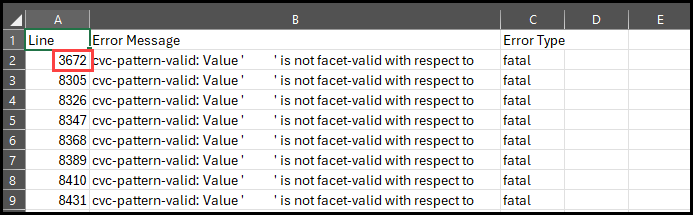 A B C D E
1 Line Error Message Error Type
2 3672 cvc-pattern-valid: Value ' ' is not facet-valid with respect to fatal
3 8305 cvc-pattern-valid: Value ' ' is not facet-valid with respect to fatal
4 8326 cvc-pattern-valid: Value ' ' is not facet-valid with respect to fatal
5 8347 cvc-pattern-valid: Value ' ' is not facet-valid with respect to fatal
6 8368 cvc-pattern-valid: Value ' ' is not facet-valid with respect to fatal
7 8389 cvc-pattern-valid: Value ' ' is not facet-valid with respect to fatal
8 8410 cvc-pattern-valid: Value ' ' is not facet-valid with respect to fatal
9 8431 cvc-pattern-valid: Value ' ' is not facet-valid with respect to fatal